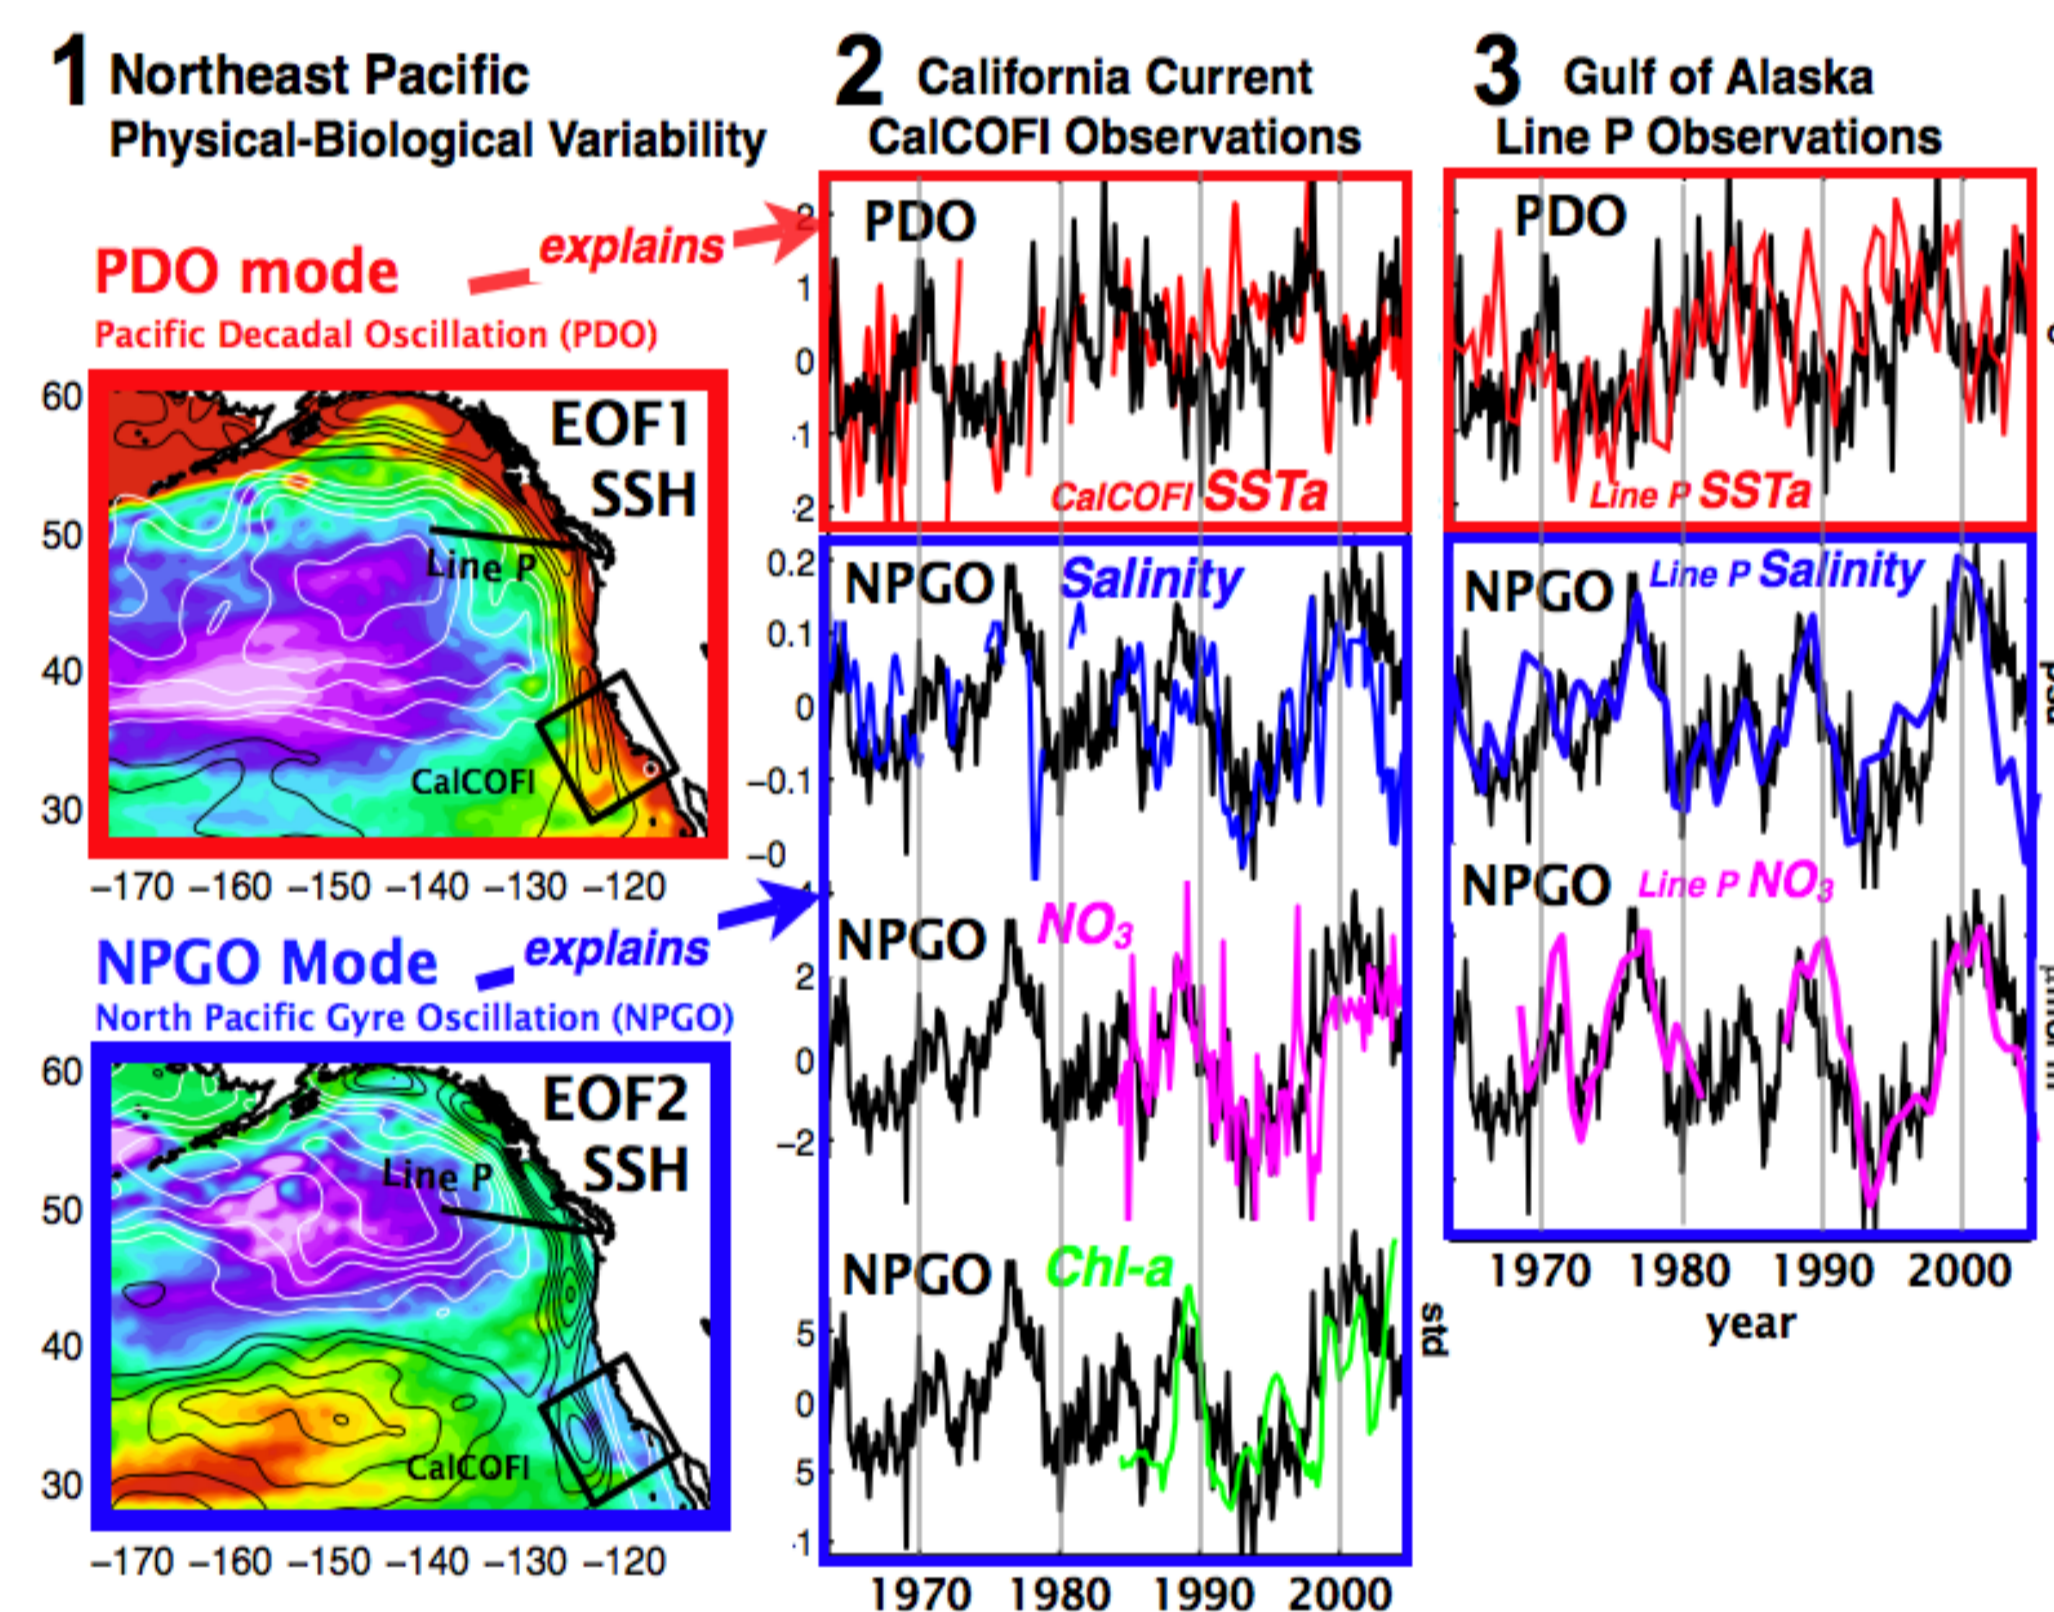 1 Northeast Pacific
Physical-Biological Variability
PDO mode
Pacific Decadal Oscillation (PDO)
explains
EOF1
SSH
Line P
CalCOFI
60
50
40
30
−170 −160 −150 −140 −130 −120
NPGO Mode
North Pacific Gyre Oscillation (NPGO)
explains
EOF2
SSH
Line P
CalCOFI
60
50
40
30
−170 −160 −150 −140 −130 −120
2 California Current
CalCOFI Observations
PDO
CalCOFI SSTa
2
1
0
-1
-2
NPGO Salinity
0.2
0.1
0
−0.1
−0
NPGO NO3
2
0
−2
NPGO Chl-a
5
0
5
-1
std
1970 1980 1990 2000
3 Gulf of Alaska
Line P Observations
PDO
Line P SSTa
NPGO Line P Salinity
NPGO Line P NO3
1970 1980 1990 2000
year